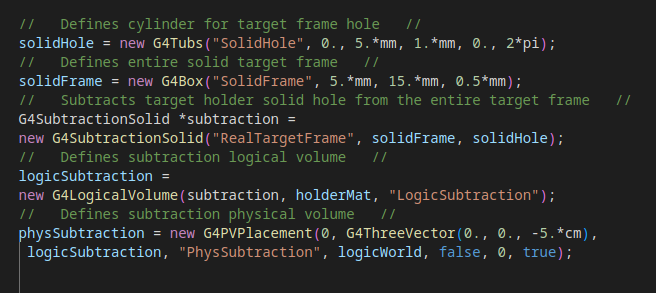 //   Defines cylinder for target frame hole   //
solidHole = new G4Tubs("SolidHole", 0., 5.*mm, 1.*mm, 0., 2*pi);
//   Defines entire solid target frame   //
solidFrame = new G4Box("SolidFrame", 5.*mm, 15.*mm, 0.5*mm);
//   Subtracts target holder solid hole from the entire target frame   //
G4SubtractionSolid *subtraction =
new G4SubtractionSolid("RealTargetFrame", solidFrame, solidHole);
//   Defines subtraction logical volume   //
logicSubtraction =
new G4LogicalVolume(subtraction, holderMat, "LogicSubtraction");
//   Defines subtraction physical volume   //
physSubtraction = new G4PVPlacement(0, G4ThreeVector(0., 0., -5.*cm),
logicSubtraction, "PhysSubtraction", logicWorld, false, 0, true);